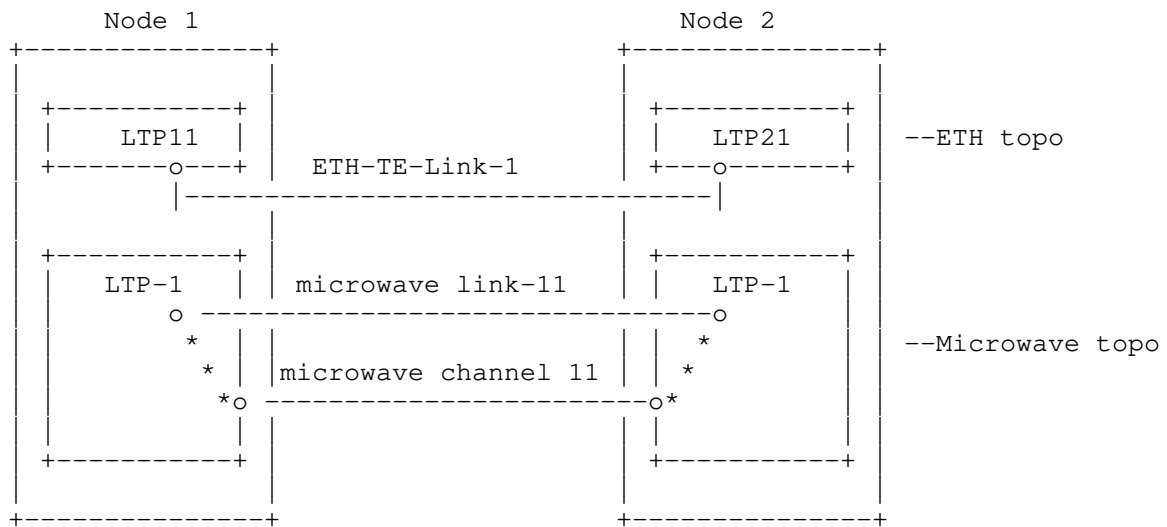 Node 1 Node 2
LTP11 LTP21 --ETH topo
ETH-TE-Link-1
LTP-1 microwave link-11 LTP-1
--Microwave topo
microwave channel 11